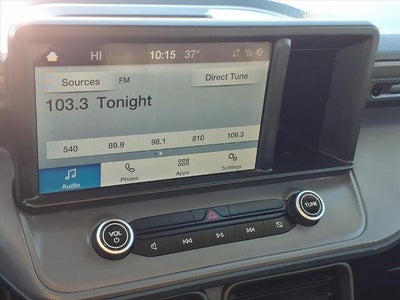 HI 10:15 37°
Sources FM Direct Tune
103.3 Tonight
540 89.9 98.1 810 106.3
Audio Phone Apps Settings
VOL TUNE